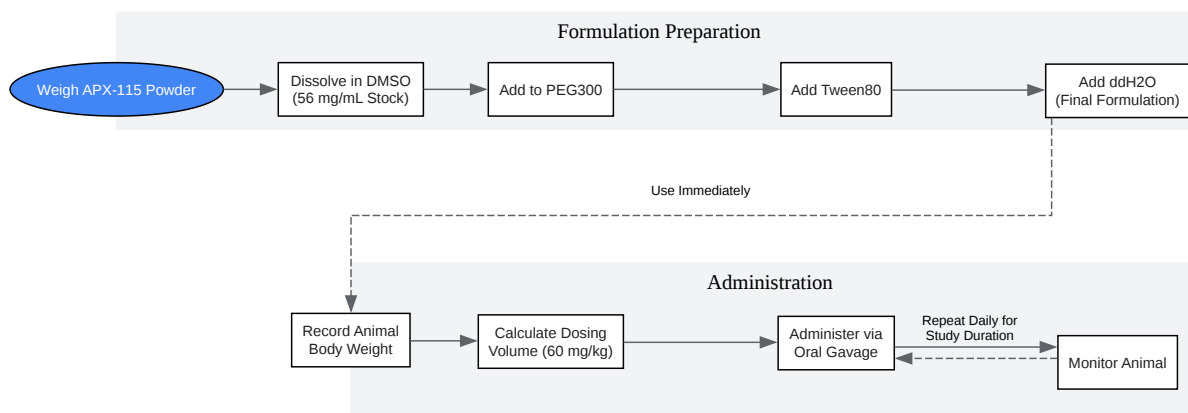 Formulation Preparation
Weigh APX-115 Powder
Dissolve in DMSO
(56 mg/mL Stock)
Add to PEG300
Add Tween80
Add ddH2O
(Final Formulation)
Use Immediately
Administration
Record Animal
Body Weight
Calculate Dosing
Volume (60 mg/kg)
Administer via
Oral Gavage
Repeat Daily for
Study Duration
Monitor Animal